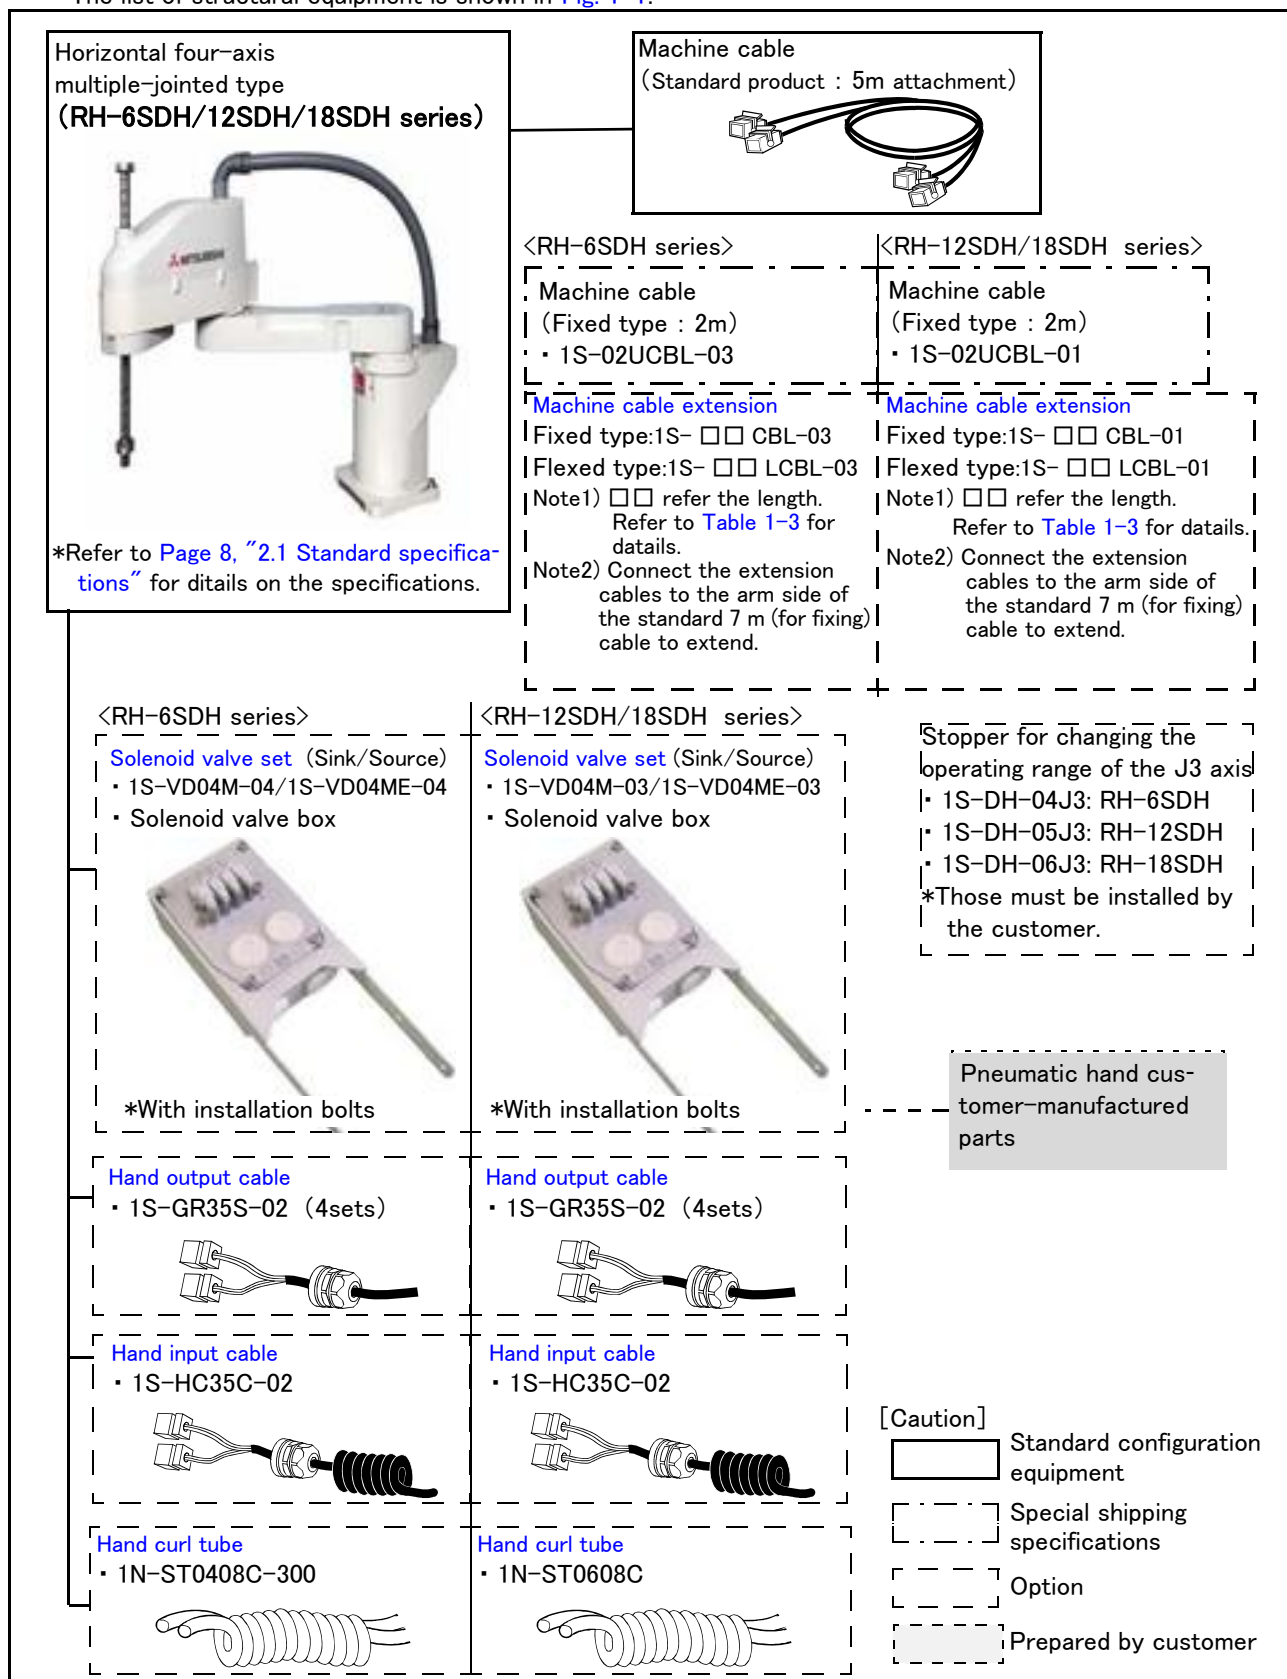 The list of structural equipment is shown in Fig. 1-1.
Horizontal four-axis
multiple-jointed type
(RH-6SDH/12SDH/18SDH series)
MITSUBISHI
*Refer to Page 8, "2.1 Standard specifica-
tions" for ditails on the specifications.
Machine cable
(Standard product : 5m attachment)
<RH-6SDH series>
Machine cable
(Fixed type : 2m)
・1S-02UCBL-03
Machine cable extension
Fixed type:1S- □□ CBL-03
Flexed type:1S- □□ LCBL-03
Note1) □□ refer the length.
Refer to Table 1-3 for
datails.
Note2) Connect the extension
cables to the arm side of
the standard 7 m (for fixing)
cable to extend.
<RH-12SDH/18SDH series>
Machine cable
(Fixed type : 2m)
・1S-02UCBL-01
Machine cable extension
Fixed type:1S- □□ CBL-01
Flexed type:1S- □□ LCBL-01
Note1) □□ refer the length.
Refer to Table 1-3 for datails.
Note2) Connect the extension
cables to the arm side of
the standard 7 m (for fixing)
cable to extend.
<RH-6SDH series>
Solenoid valve set (Sink/Source)
・1S-VD04M-04/1S-VD04ME-04
・Solenoid valve box
*With installation bolts
Hand output cable
・1S-GR35S-02 (4sets)
Hand input cable
・1S-HC35C-02
Hand curl tube
・1N-ST0408C-300
<RH-12SDH/18SDH series>
Solenoid valve set (Sink/Source)
・1S-VD04M-03/1S-VD04ME-03
・Solenoid valve box
*With installation bolts
Hand output cable
・1S-GR35S-02 (4sets)
Hand input cable
・1S-HC35C-02
Hand curl tube
・1N-ST0608C
Stopper for changing the
operating range of the J3 axis
・1S-DH-04J3: RH-6SDH
・1S-DH-05J3: RH-12SDH
・1S-DH-06J3: RH-18SDH
*Those must be installed by
the customer.
Pneumatic hand cus-
tomer-manufactured
parts
[Caution]
Standard configuration
equipment
Special shipping
specifications
Option
Prepared by customer